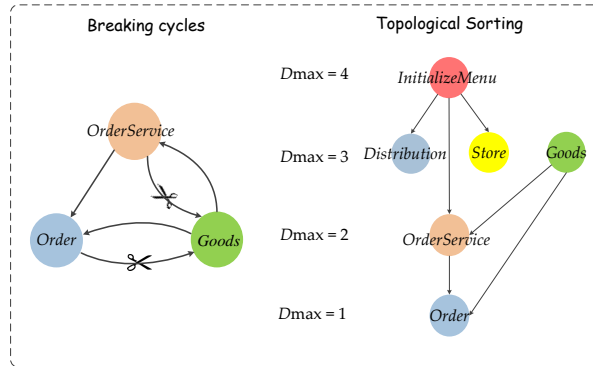 Breaking cycles
OrderService
Order
Goods
Topological Sorting
Dmax = 4
InitializeMenu
Dmax = 3
Distribution
Store
Goods
Dmax = 2
OrderService
Dmax = 1
Order